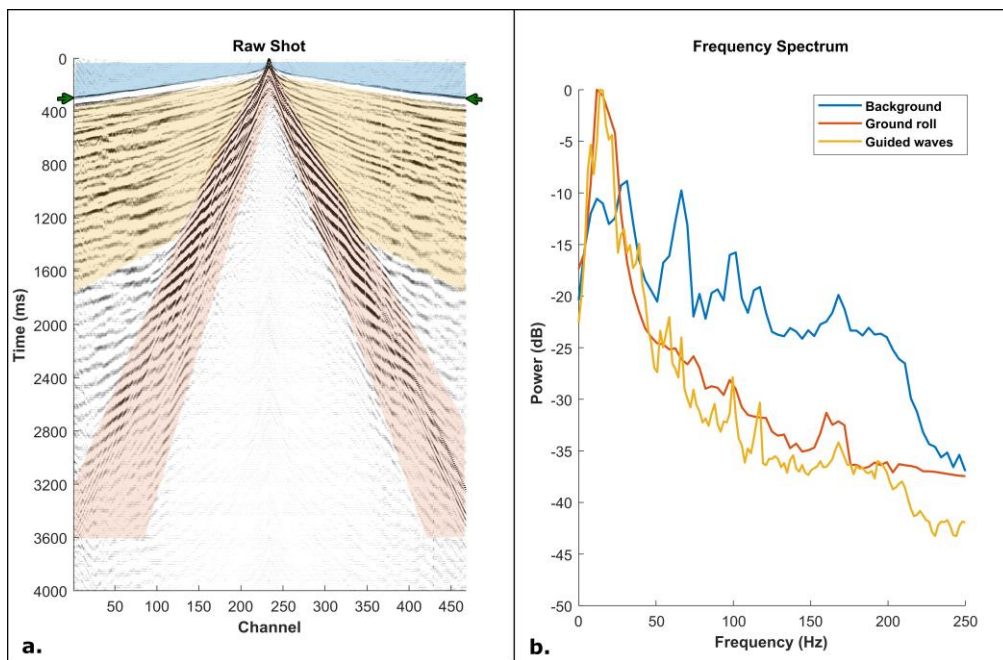 Raw Shot
0
400
800
1200
1600
2000
2400
2800
3200
3600
4000
Time (ms)
50 100 150 200 250 300 350 400 450
Channel
a.
Frequency Spectrum
Background
Ground roll
Guided waves
0
-5
-10
-15
-20
-25
-30
-35
-40
-45
-50
Power (dB)
0 50 100 150 200 250
Frequency (Hz)
b.